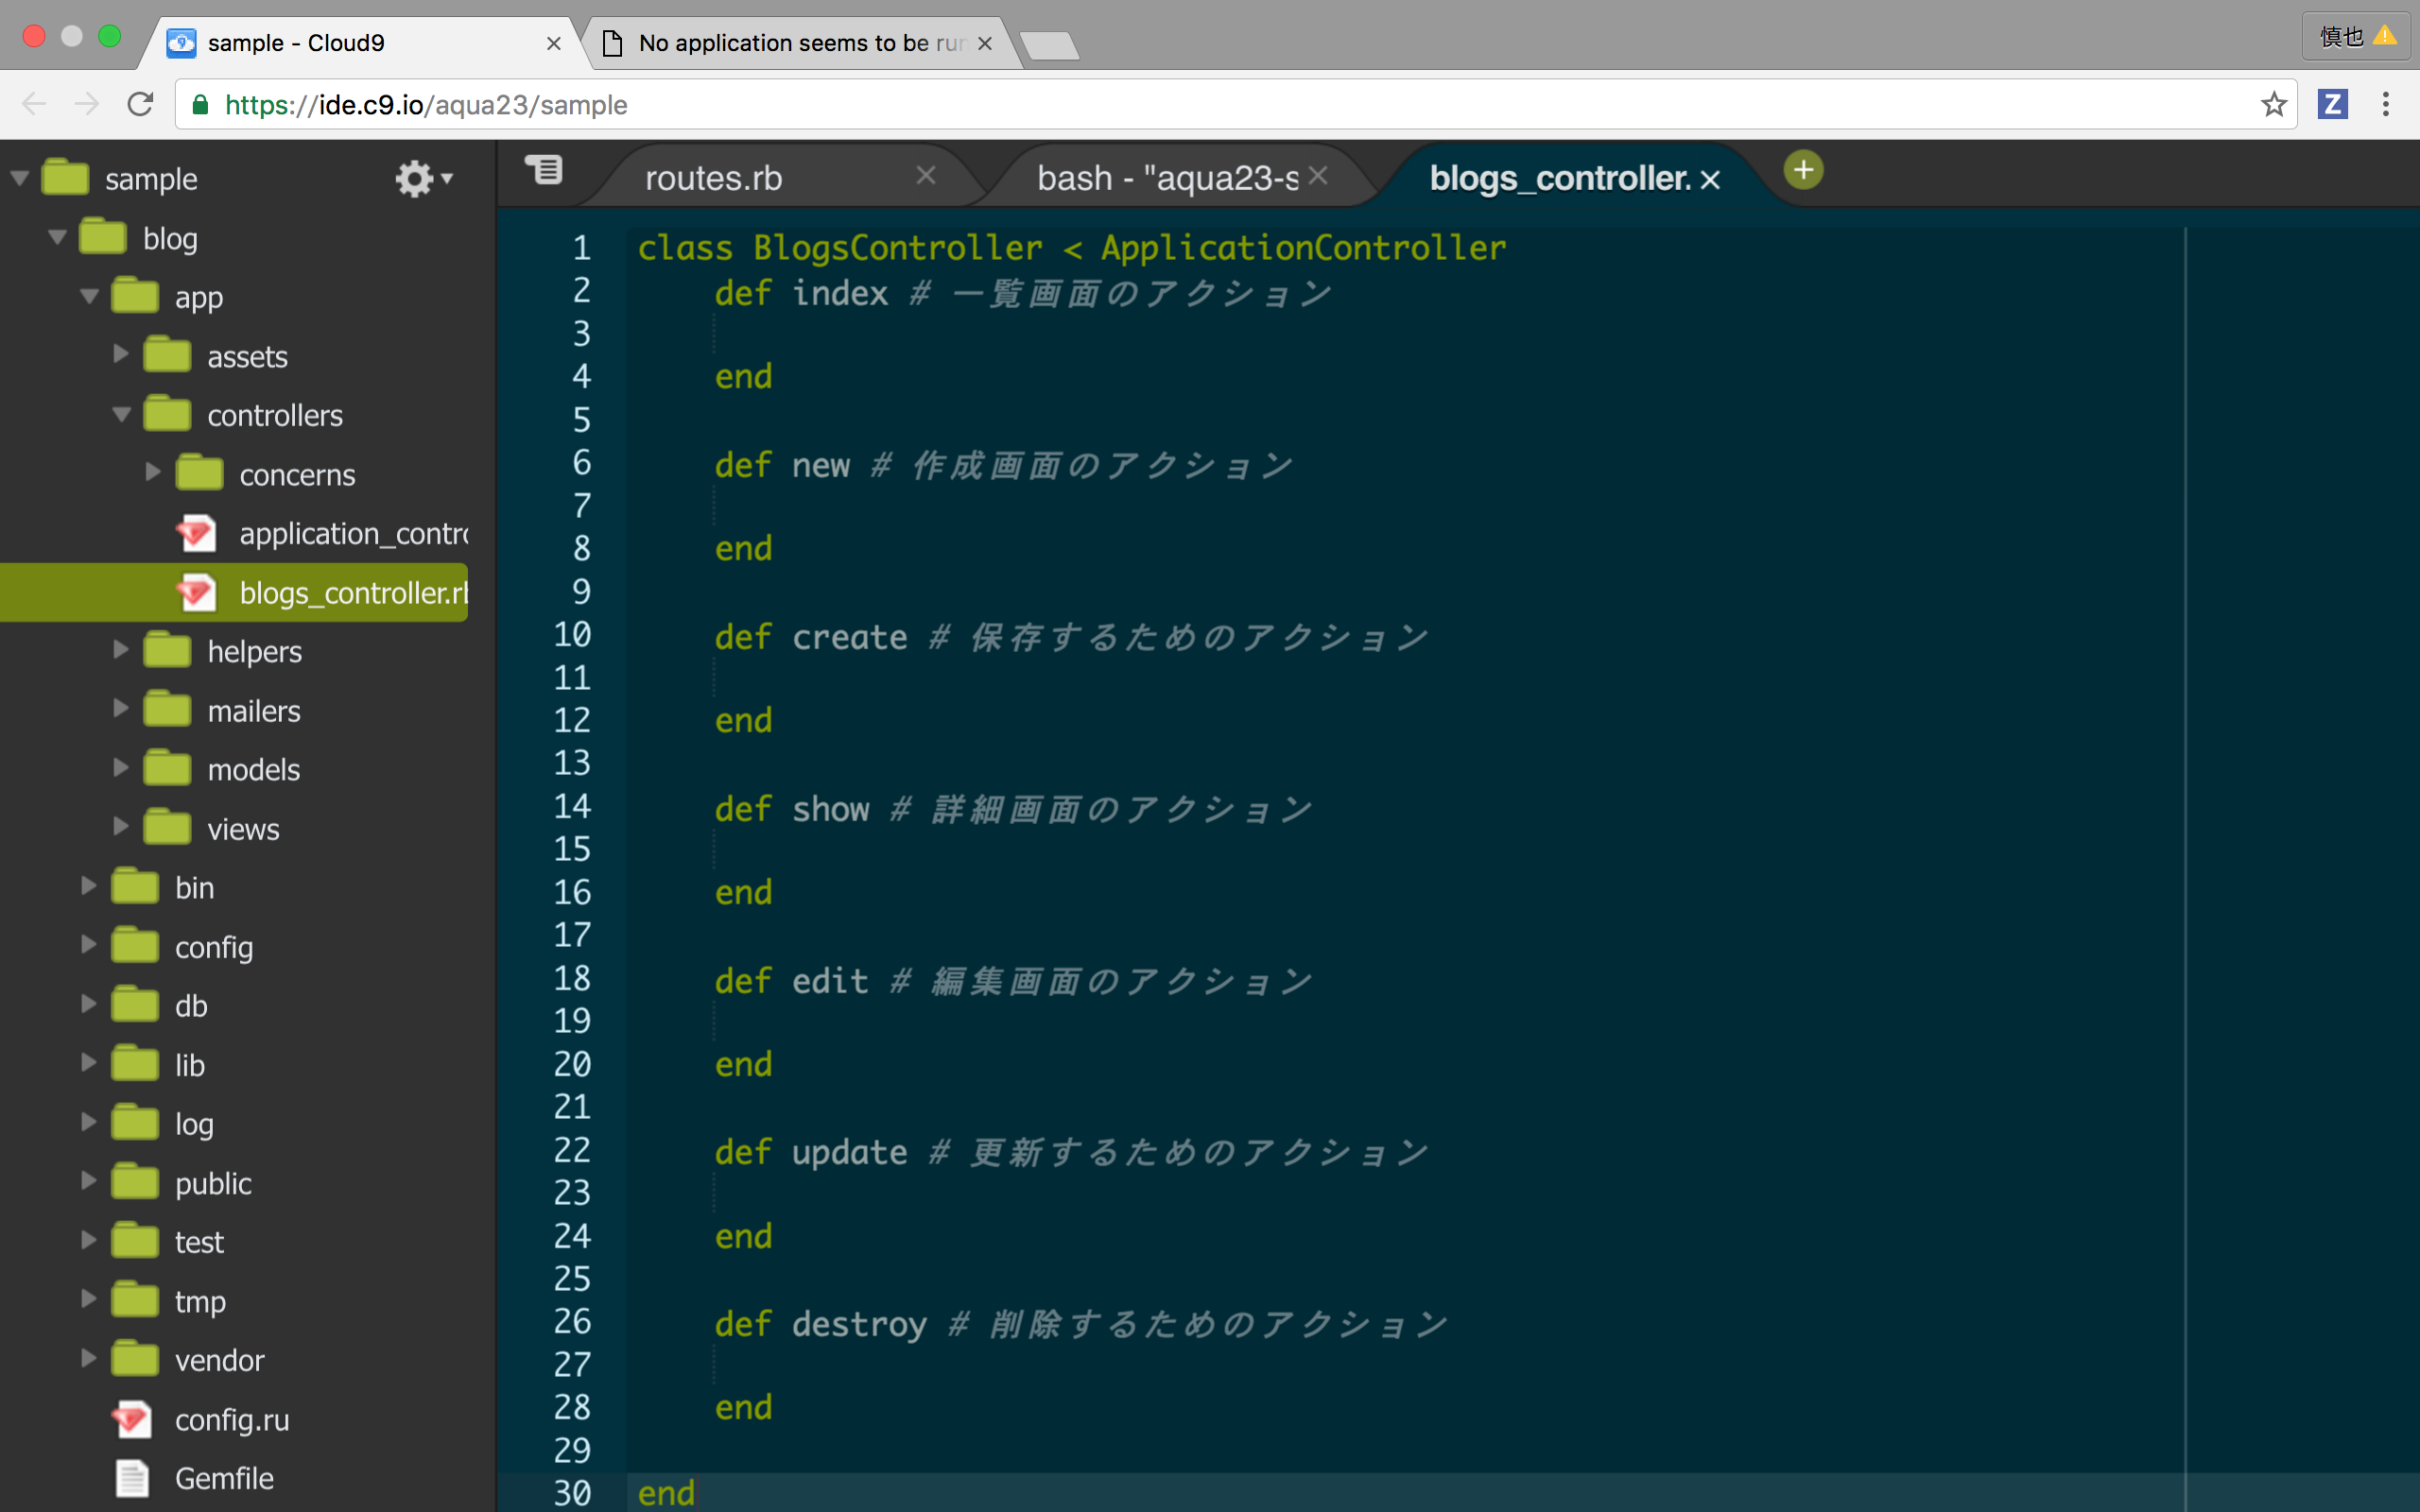 sample - Cloud9
No application seems to be run
慎也
https://ide.c9.io/aqua23/sample
sample
blog
app
assets
controllers
concerns
application_contro
blogs_controller.rb
helpers
mailers
models
views
bin
config
db
lib
log
public
test
tmp
vendor
config.ru
Gemfile
routes.rb
bash - "aqua23-s
blogs_controller.
1 class BlogsController < ApplicationController
2 def index # 一覧画面のアクション
3
4 end
5
6 def new # 作成画面のアクション
7
8 end
9
10 def create # 保存するためのアクション
11
12 end
13
14 def show # 詳細画面のアクション
15
16 end
17
18 def edit # 編集画面のアクション
19
20 end
21
22 def update # 更新するためのアクション
23
24 end
25
26 def destroy # 削除するためのアクション
27
28 end
29
30 end